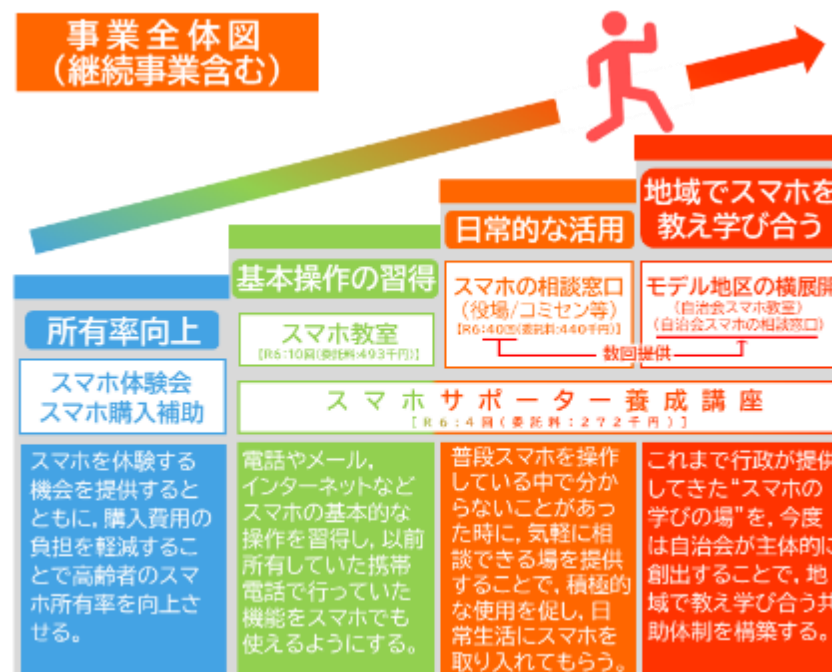 事業全体図
（継続事業含む）
所有率向上
スマホ体験会
スマホ購入補助
スマホを体験する
機会を提供すると
ともに,購入費用の
負担を軽減するこ
とで高齢者のスマ
ホ所有率を向上さ
せる。
基本操作の習得
スマホ教室
【R6:10回(委託料:493千円)】
電話やメール,
インターネットなど
スマホの基本的な
操作を習得し,以前
所有していた携帯
電話で行っていた
機能をスマホでも
使えるようにする。
日常的な活用
スマホの相談窓口
（役場/コミセン等）
【R6:40回(委託料:440千円)】
数回提供
普段スマホを操作
している中で分か
らないことがあっ
た時に,気軽に相
談できる場を提供
することで,積極的
な使用を促し,日
常生活にスマホを
取り入れてもらう。
地域でスマホを
教え学び合う
モデル地区の横展開
（自治会スマホ教室）
（自治会スマホの相談窓口）
これまで行政が提供
してきた“スマホの
学びの場”を,今度
は自治会が主体的に
創出することで,地
域で教え学び合う共
助体制を構築する。
スマホサポーター養成講座
【R6:4回(委託料:272千円)】